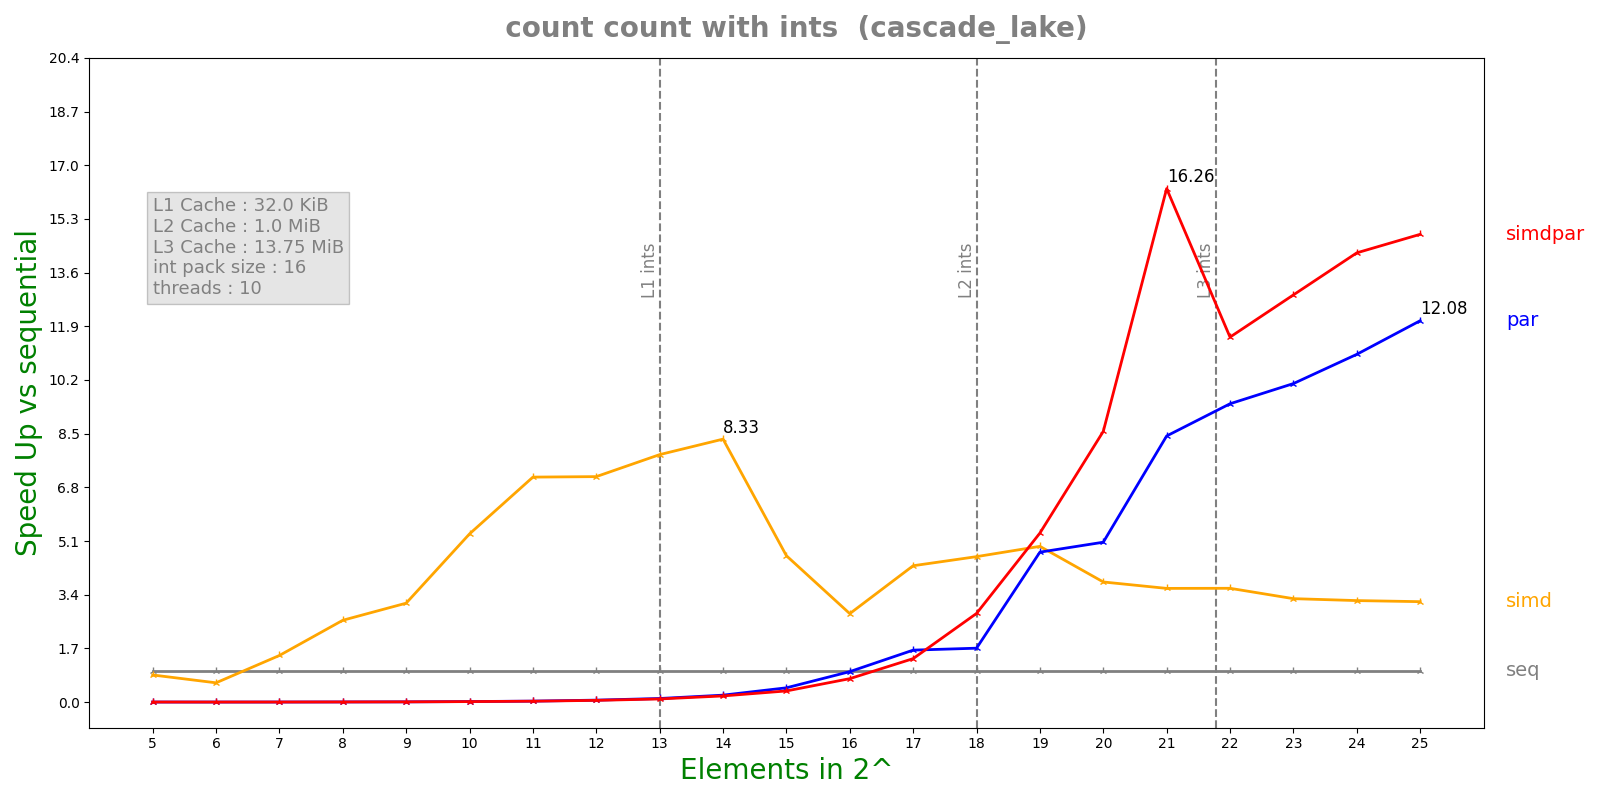 count count with ints (cascade_lake)
Speed Up vs sequential
20.4
18.7
17.0
15.3
13.6
11.9
10.2
8.5
6.8
5.1
3.4
1.7
0.0
L1 Cache : 32.0 KiB
L2 Cache : 1.0 MiB
L3 Cache : 13.75 MiB
int pack size : 16
threads : 10
L1 ints
L2 ints
L3 ints
8.33
16.26
12.08
simdpar
par
simd
seq
5 6 7 8 9 10 11 12 13 14 15 16 17 18 19 20 21 22 23 24 25
Elements in 2^